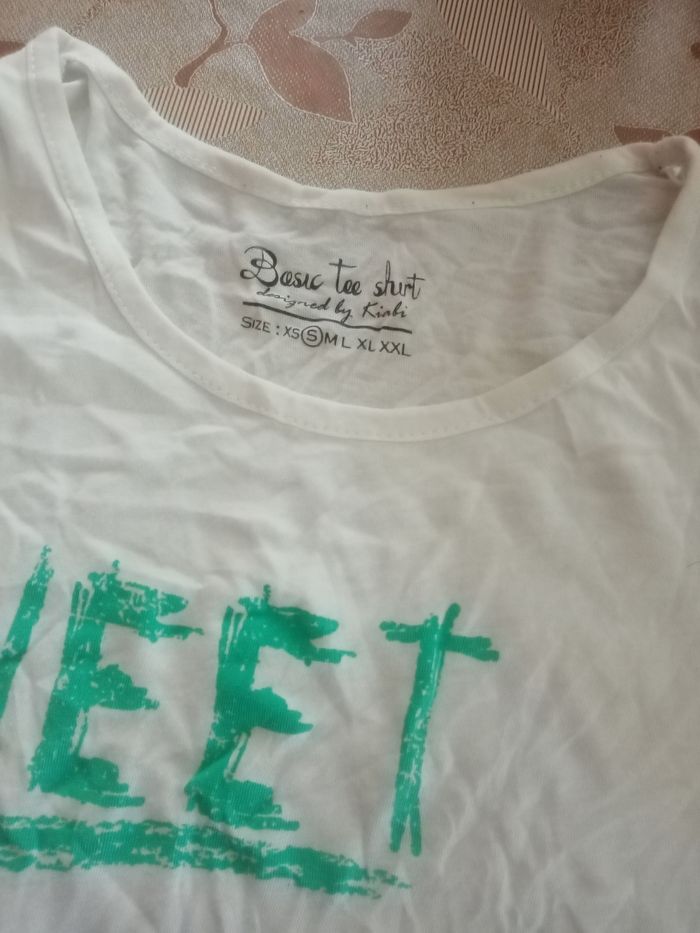 Basic tee shirt
designed by Kiabi
SIZE : XS S M L XL XXL
EET